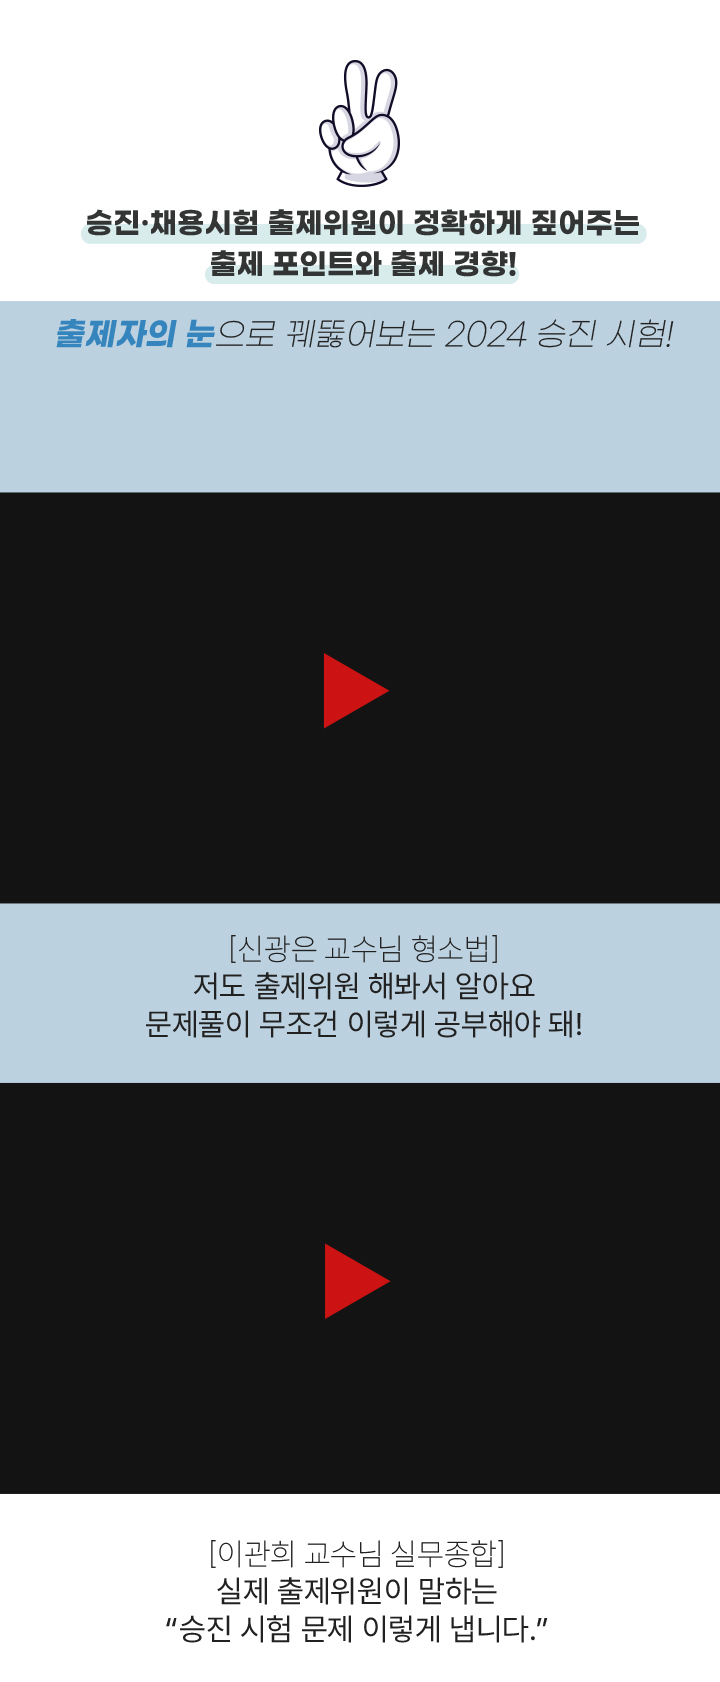 승진·채용시험 출제위원이 정확하게 짚어주는
출제 포인트와 출제 경향!
출제자의 눈으로 꿰뚫어보는 2024 승진 시험!
[신광은 교수님 형소법]
저도 출제위원 해봐서 알아요
문제풀이 무조건 이렇게 공부해야 돼!
[이관희 교수님 실무종합]
실제 출제위원이 말하는
“승진 시험 문제 이렇게 냅니다.”